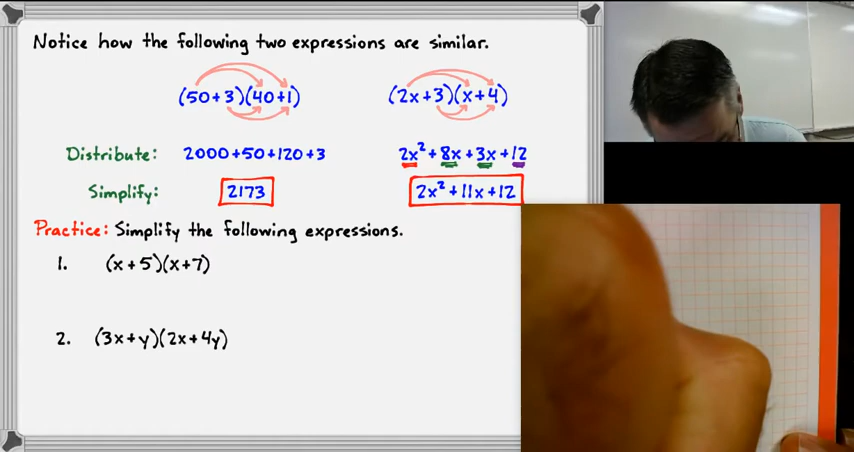 Notice how the following two expressions are similar.
(50+3)(40+1) (2x+3)(x+4)
Distribute: 2000+50+120+3 2x²+8x+3x+12
Simplify: 2173 2x²+11x+12
Practice: Simplify the following expressions.
1. (x+5)(x+7)
2. (3x+y)(2x+4y)